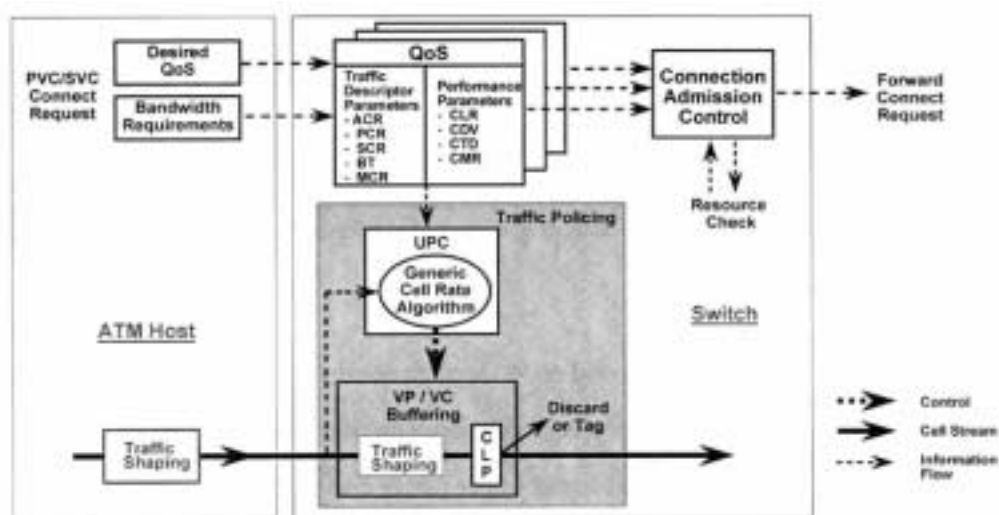 PVC/SVC
Connect
Request
Desired
QoS
Bandwidth
Requirements
QoS
Traffic
Descriptor
Parameters
- ACR
- PCR
- SCR
- BT
- MCR
Performance
Parameters
- CLR
- CDV
- CTD
- CMR
Connection
Admission
Control
Forward
Connect
Request
Resource
Check
Traffic Policing
UPC
Generic
Cell Rate
Algorithm
ATM Host
Switch
VP / VC
Buffering
Discard
or Tag
Traffic
Shaping
Traffic
Shaping
C
L
P
Control
Cell Stream
Information
Flow